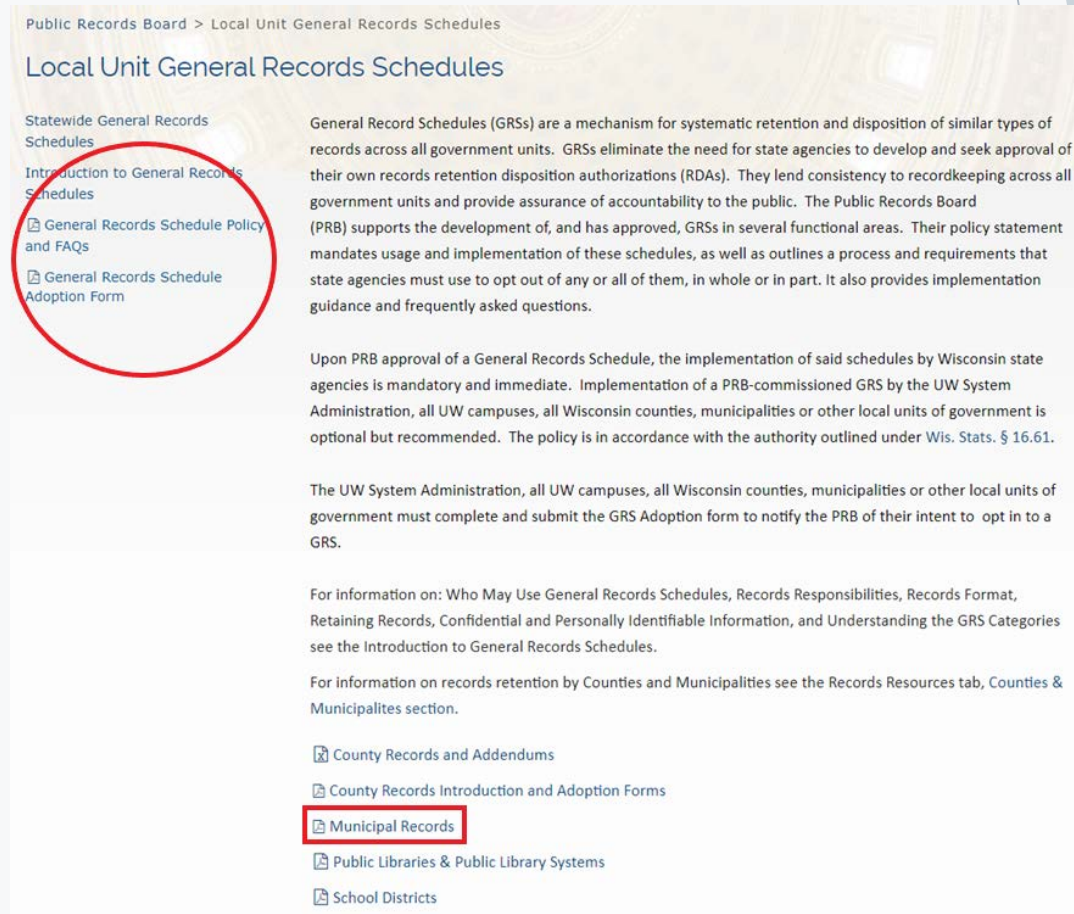 Public Records Board > Local Unit General Records Schedules
Local Unit General Records Schedules
Statewide General Records
Schedules
Introduction to General Records
Schedules
General Records Schedule Policy
and FAQs
General Records Schedule
Adoption Form
General Record Schedules (GRSs) are a mechanism for systematic retention and disposition of similar types of
records across all government units. GRSs eliminate the need for state agencies to develop and seek approval of
their own records retention disposition authorizations (RDAs). They lend consistency to recordkeeping across all
government units and provide assurance of accountability to the public. The Public Records Board
(PRB) supports the development of, and has approved, GRSs in several functional areas. Their policy statement
mandates usage and implementation of these schedules, as well as outlines a process and requirements that
state agencies must use to opt out of any or all of them, in whole or in part. It also provides implementation
guidance and frequently asked questions.
Upon PRB approval of a General Records Schedule, the implementation of said schedules by Wisconsin state
agencies is mandatory and immediate. Implementation of a PRB-commissioned GRS by the UW System
Administration, all UW campuses, all Wisconsin counties, municipalities or other local units of government is
optional but recommended. The policy is in accordance with the authority outlined under Wis. Stats. § 16.61.
The UW System Administration, all UW campuses, all Wisconsin counties, municipalities or other local units of
government must complete and submit the GRS Adoption form to notify the PRB of their intent to opt in to a
GRS.
For information on: Who May Use General Records Schedules, Records Responsibilities, Records Format,
Retaining Records, Confidential and Personally Identifiable Information, and Understanding the GRS Categories
see the Introduction to General Records Schedules.
For information on records retention by Counties and Municipalities see the Records Resources tab, Counties &
Municipalites section.
County Records and Addendums
County Records Introduction and Adoption Forms
Municipal Records
Public Libraries & Public Library Systems
School Districts